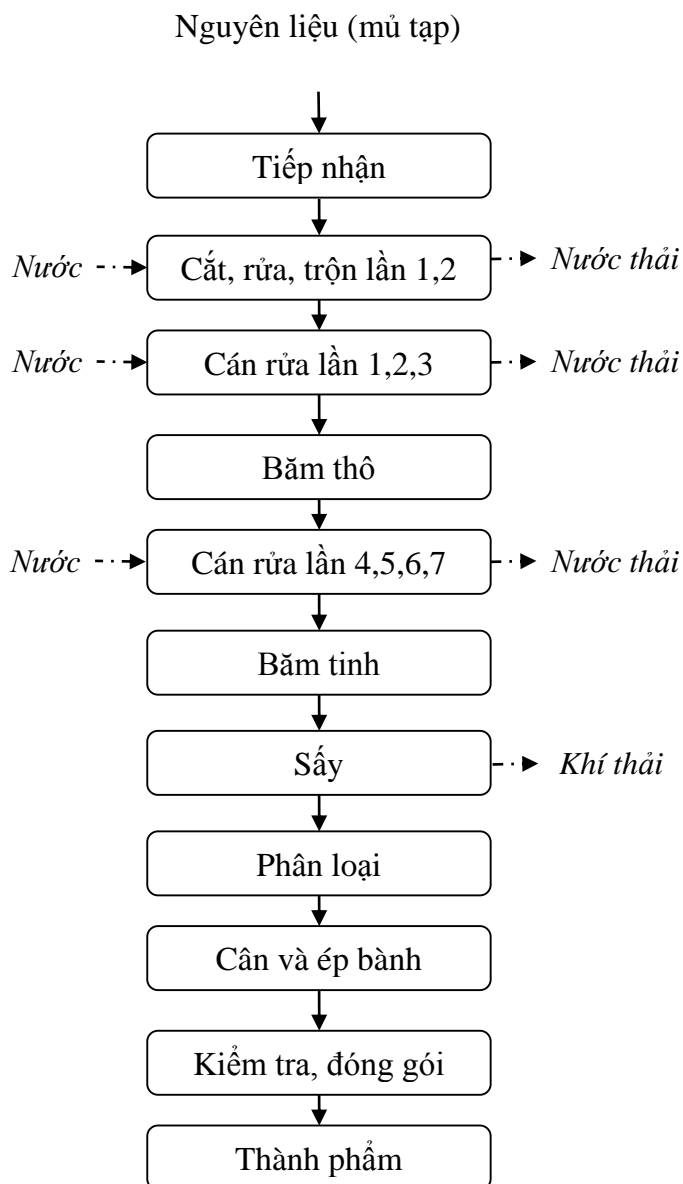 Nguyên liệu (mủ tạp)
Tiếp nhận
Nước
Cắt, rửa, trộn lần 1,2
Nước thải
Nước
Cán rửa lần 1,2,3
Nước thải
Băm thô
Nước
Cán rửa lần 4,5,6,7
Nước thải
Băm tinh
Sấy
Khí thải
Phân loại
Cân và ép bành
Kiểm tra, đóng gói
Thành phẩm